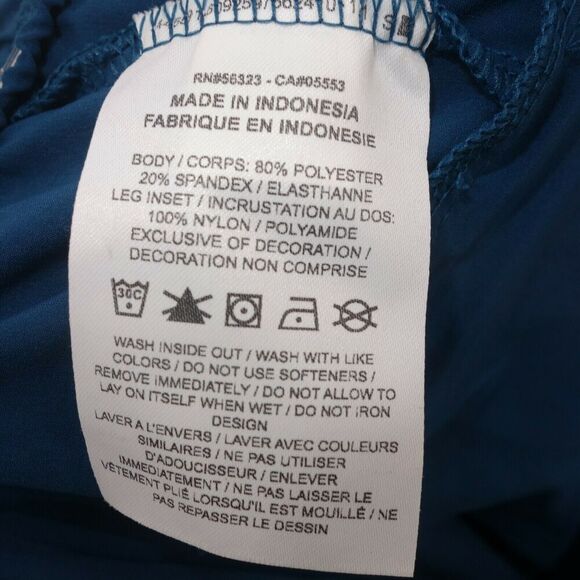 RN#56323 - CA#05553
MADE IN INDONESIA
FABRIQUE EN INDONESIE
BODY / CORPS: 80% POLYESTER
20% SPANDEX / ELASTHANNE
LEG INSET / INCRUSTATION AU DOS:
100% NYLON / POLYAMIDE
EXCLUSIVE OF DECORATION /
DECORATION NON COMPRISE
30C
WASH INSIDE OUT / WASH WITH LIKE
COLORS / DO NOT USE SOFTENERS /
REMOVE IMMEDIATELY / DO NOT ALLOW TO
LAY ON ITSELF WHEN WET / DO NOT IRON
DESIGN
LAVER A L'ENVERS / LAVER AVEC COULEURS
SIMILAIRES / NE PAS UTILISER
D'ADOUCISSEUR / ENLEVER
IMMEDIATEMENT / NE PAS LAISSER LE
VÊTEMENT PLIÉ LORSQU'IL EST MOUILLÉ / NE
PAS REPASSER LE DESSIN